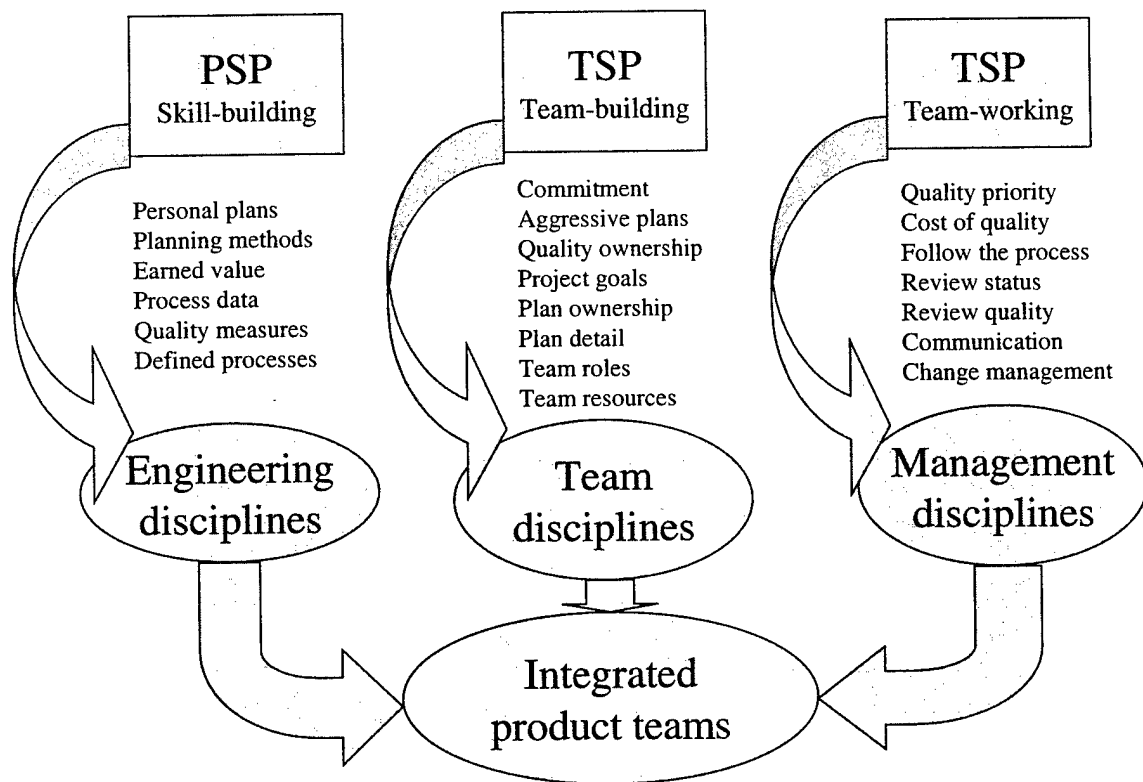 PSP
Skill-building
TSP
Team-building
TSP
Team-working
Personal plans
Planning methods
Earned value
Process data
Quality measures
Defined processes
Commitment
Aggressive plans
Quality ownership
Project goals
Plan ownership
Plan detail
Team roles
Team resources
Quality priority
Cost of quality
Follow the process
Review status
Review quality
Communication
Change management
Engineering
disciplines
Team
disciplines
Management
disciplines
Integrated
product teams